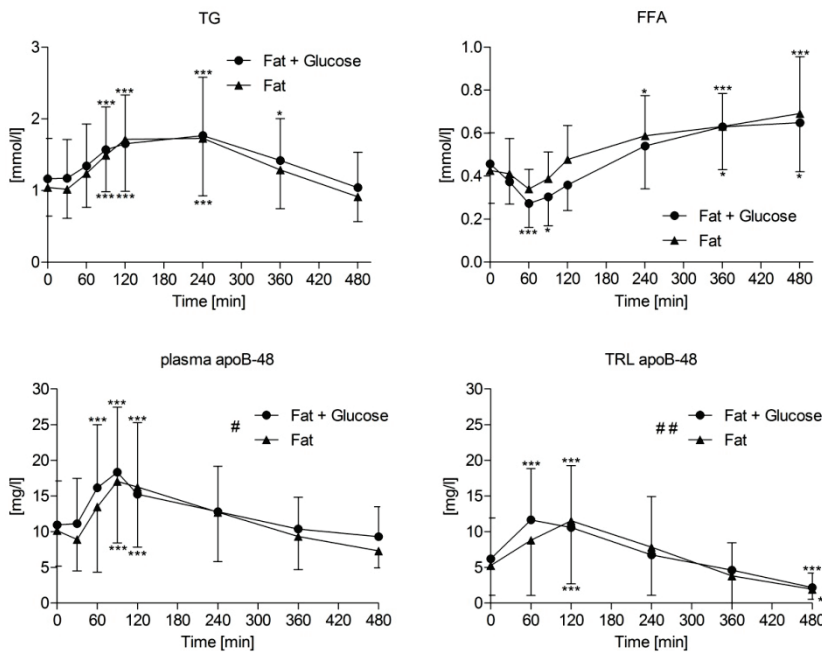 TG
3
2
1
0
[mmol/l]
*** *** *** *
*** *** ***
Fat + Glucose
Fat
0 60 120 180 240 300 360 420 480
Time [min]
FFA
1.0
0.8
0.6
0.4
0.2
0.0
[mmol/l]
* *** ***
*** * * *
Fat + Glucose
Fat
0 60 120 180 240 300 360 420 480
Time [min]
plasma apoB-48
30
25
20
15
10
5
0
[mg/l]
*** *** ***
*** ***
#
Fat + Glucose
Fat
0 60 120 180 240 300 360 420 480
Time [min]
TRL apoB-48
30
25
20
15
10
5
0
[mg/l]
*** *** ***
*** *
##
Fat + Glucose
Fat
0 60 120 180 240 300 360 420 480
Time [min]